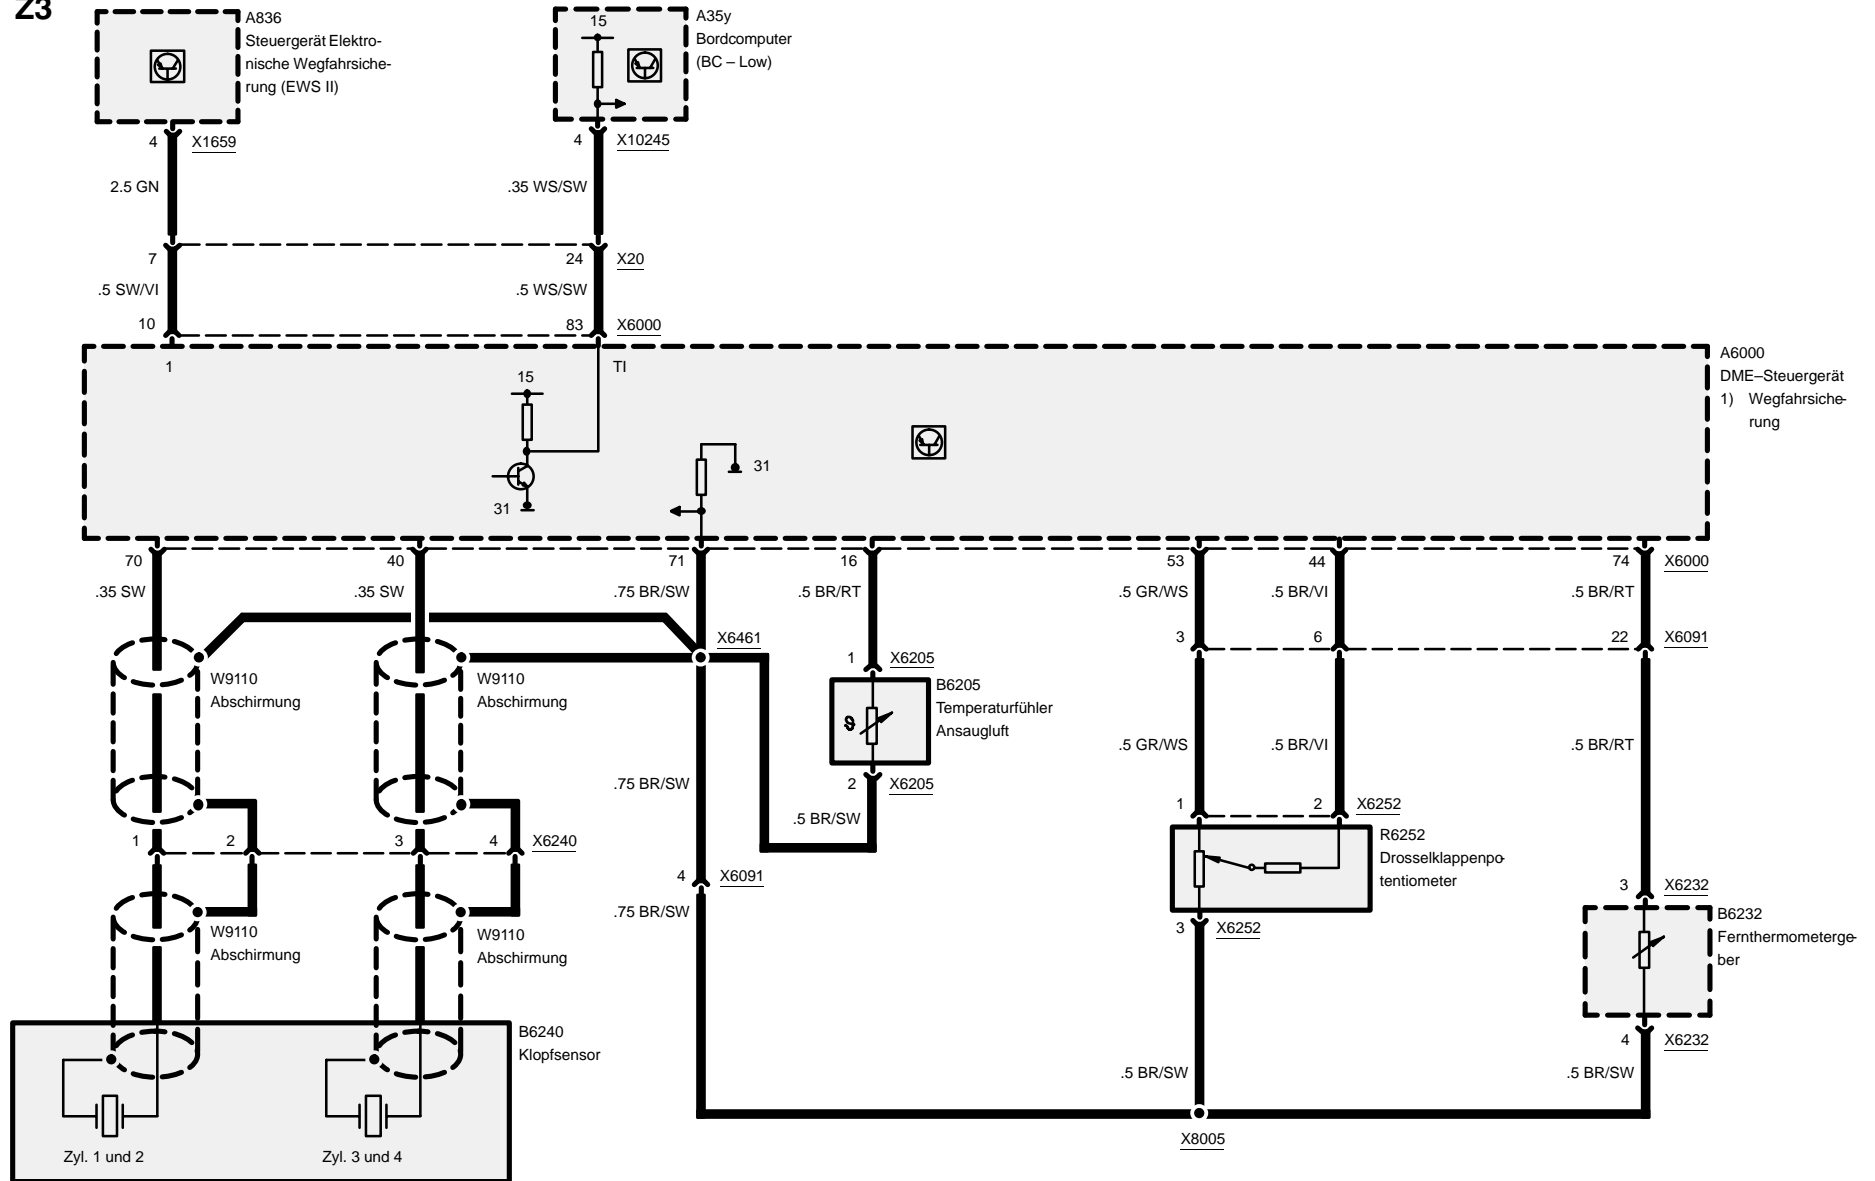 Z3
A836
Steuergerät Elektro-
nische Wegfahrsiche-
rung (EWS II)
15
A35y
Bordcomputer
(BC – Low)
4 X1659
4 X10245
2.5 GN
.35 WS/SW
7
24 X20
.5 SW/VI
.5 WS/SW
10
83 X6000
1
TI
15
31
31
A6000
DME–Steuergerät
1) Wegfahrsiche-
rung
70
40
71
16
53
44
74 X6000
.35 SW
.35 SW
.75 BR/SW
.5 BR/RT
.5 GR/WS
.5 BR/VI
.5 BR/RT
X6461
3
6
22 X6091
1 X6205
W9110
Abschirmung
W9110
Abschirmung
B6205
Temperaturfühler
Ansaugluft
ϑ
.75 BR/SW
2 X6205
.5 BR/SW
.5 GR/WS
.5 BR/VI
.5 BR/RT
1
2 X6252
1
2
3
4 X6240
R6252
Drosselklappenpo-
tentiometer
4 X6091
.75 BR/SW
3 X6252
3 X6232
B6232
Fernthermometerge-
ber
W9110
Abschirmung
W9110
Abschirmung
B6240
Klopfsensor
4 X6232
.5 BR/SW
.5 BR/SW
X8005
Zyl. 1 und 2
Zyl. 3 und 4